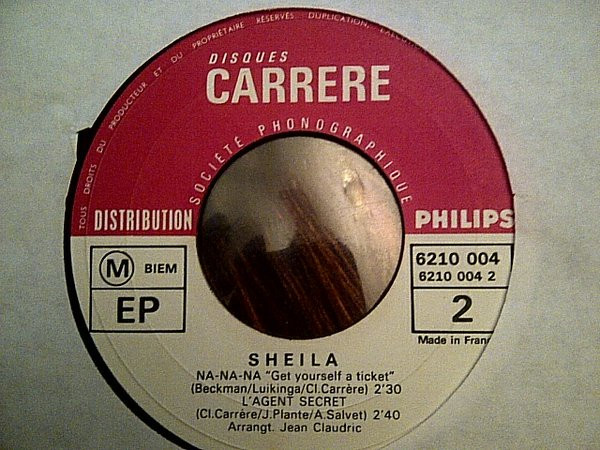 TOUS DROITS DU PRODUCTEUR ET DU PROPRIÉTAIRE RÉSERVÉS DUPLICATION,
DISQUES
CARRERE
SOCIÉTÉ PHONOGRAPHIQUE
DISTRIBUTION PHILIPS
M BIEM
EP
6210 004
6210 004 2
2
Made in Fran
SHEILA
NA-NA-NA "Get yourself a ticket"
(Beckman/Luikinga/Cl.Carrère) 2'30
L'AGENT SECRET
(Cl.Carrère/J.Plante/A.Salvet) 2'40
Arrangt. Jean Claudric